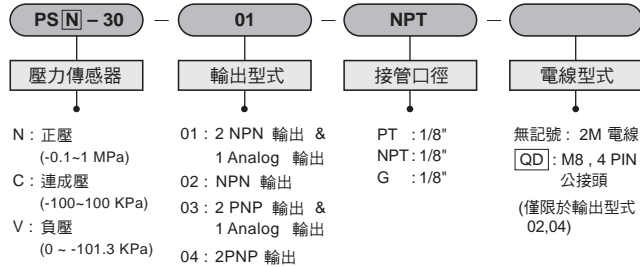 PS N – 30 – 01 – NPT –
壓力傳感器
輸出型式
接管口徑
電線型式
N : 正壓
(-0.1~1 MPa)
C : 連成壓
(-100~100 KPa)
V : 負壓
(0 ~ -101.3 KPa)
01 : 2 NPN 輸出 &
1 Analog 輸出
02 : NPN 輸出
03 : 2 PNP 輸出 &
1 Analog 輸出
04 : 2PNP 輸出
PT : 1/8"
NPT : 1/8"
G : 1/8"
無記號 : 2M 電線
QD : M8 , 4 PIN
公接頭
(僅限於輸出型式
02,04)